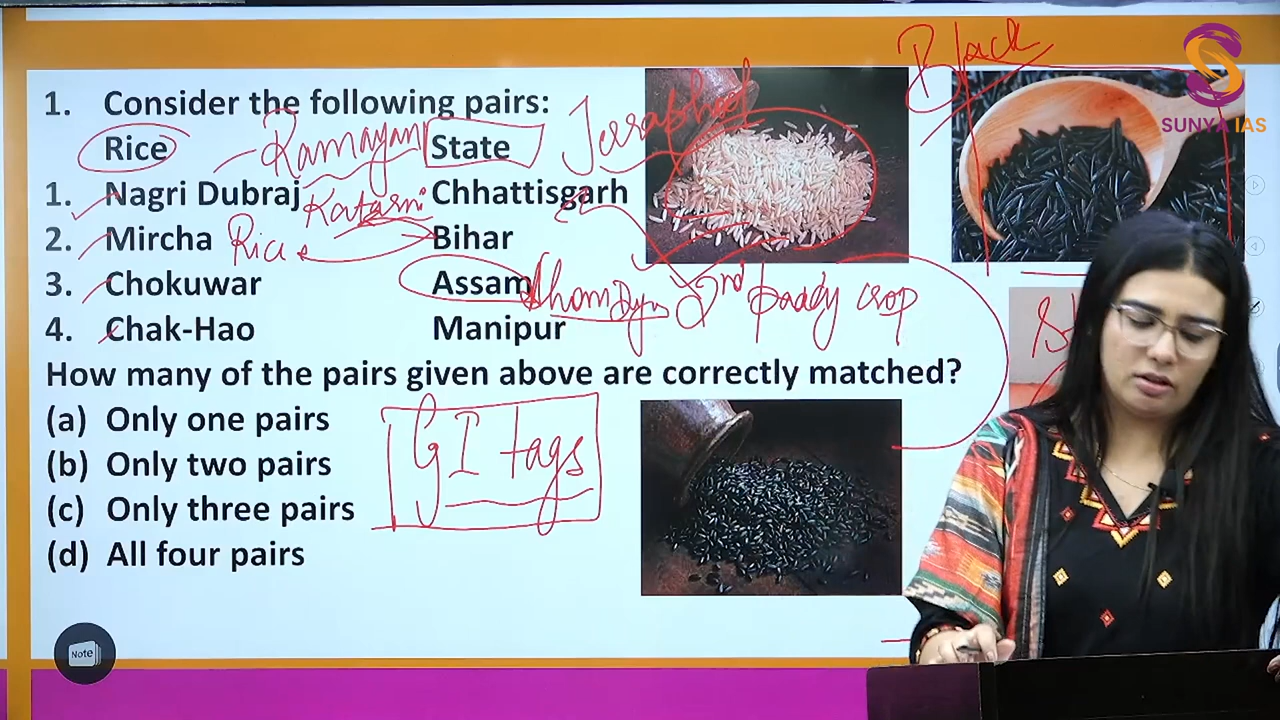 Black
SUNYA IAS
1. Consider the following pairs:
Rice State
Ramayan
Jeeraphool
1. Nagri Dubraj Chhattisgarh
Katarni
2. Mircha Bihar
Rice
3. Chokuwar Assam
2nd paddy crop
4. Chak-Hao Manipur
How many of the pairs given above are correctly matched?
(a) Only one pairs
(b) Only two pairs
(c) Only three pairs
(d) All four pairs
GI tags
Note